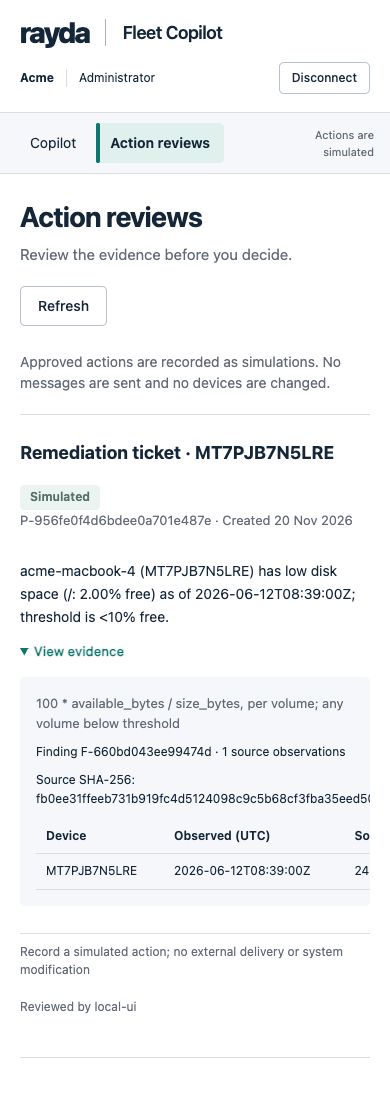 rayda
Fleet Copilot
Acme
Administrator
Disconnect
Copilot
Action reviews
Actions are
simulated
Action reviews
Review the evidence before you decide.
Refresh
Approved actions are recorded as simulations. No
messages are sent and no devices are changed.
Remediation ticket · MT7PJB7N5LRE
Simulated
P-956fe0f4d6bdee0a701e487e · Created 20 Nov 2026
acme-macbook-4 (MT7PJB7N5LRE) has low disk
space (/: 2.00% free) as of 2026-06-12T08:39:00Z;
threshold is <10% free.
▼ View evidence
100 * available_bytes / size_bytes, per volume; any
volume below threshold
Finding F-660bd043ee99474d · 1 source observations
Source SHA-256:
fb0ee31ffeeb731b919fc4d5124098c9c5b68cf3fba35eed50
Device Observed (UTC) So
MT7PJB7N5LRE 2026-06-12T08:39:00Z 24
Record a simulated action; no external delivery or system
modification
Reviewed by local-ui